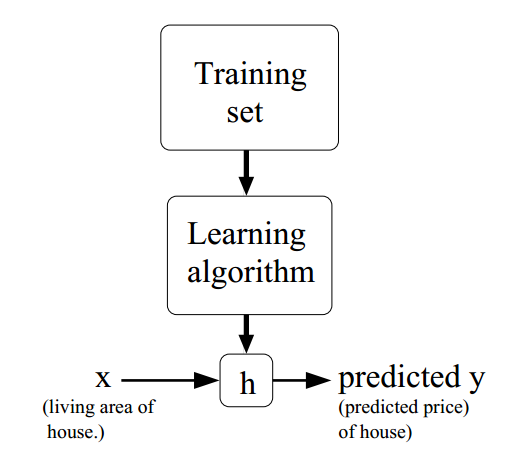 Training
set
Learning
algorithm
x
h
predicted y
(living area of
house.)
(predicted price)
of house)